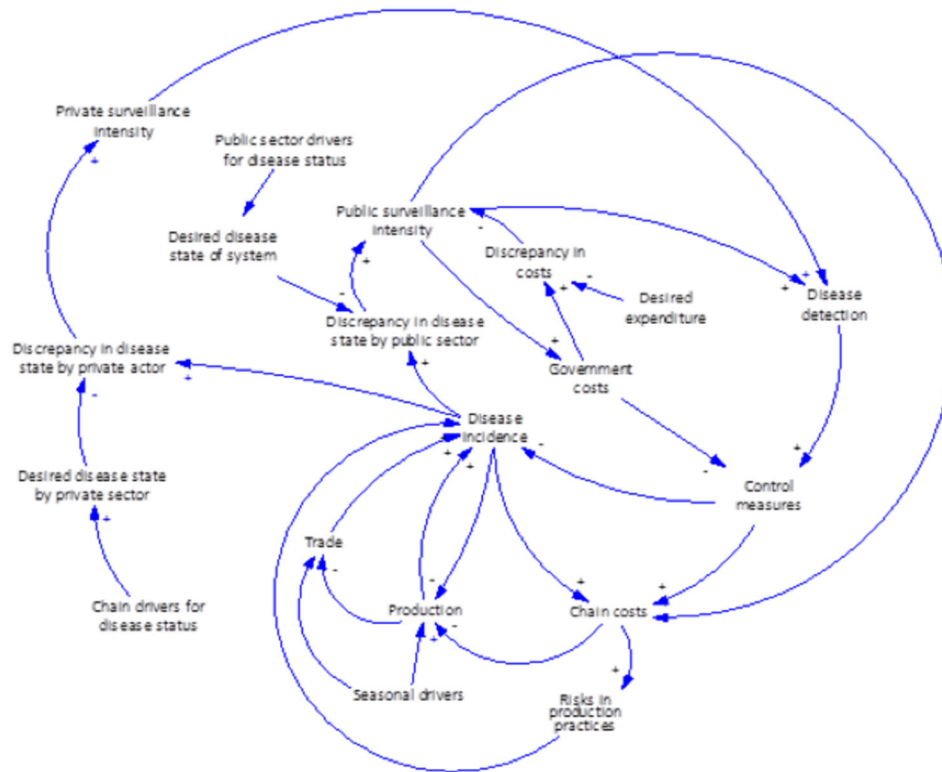 Private surveillance
intensity
Public sector drivers
for disease status
Public surveillance
intensity
Desired disease
state of system
Discrepancy in
costs
Desired
expenditure
Disease
detection
Discrepancy in disease
state by public sector
Discrepancy in disease
state by private actor
Government
costs
Disease
incidence
Desired disease state
by private sector
Control
measures
Trade
Chain drivers for
disease status
Production
Chain costs
Seasonal drivers
Risks in
production
practices